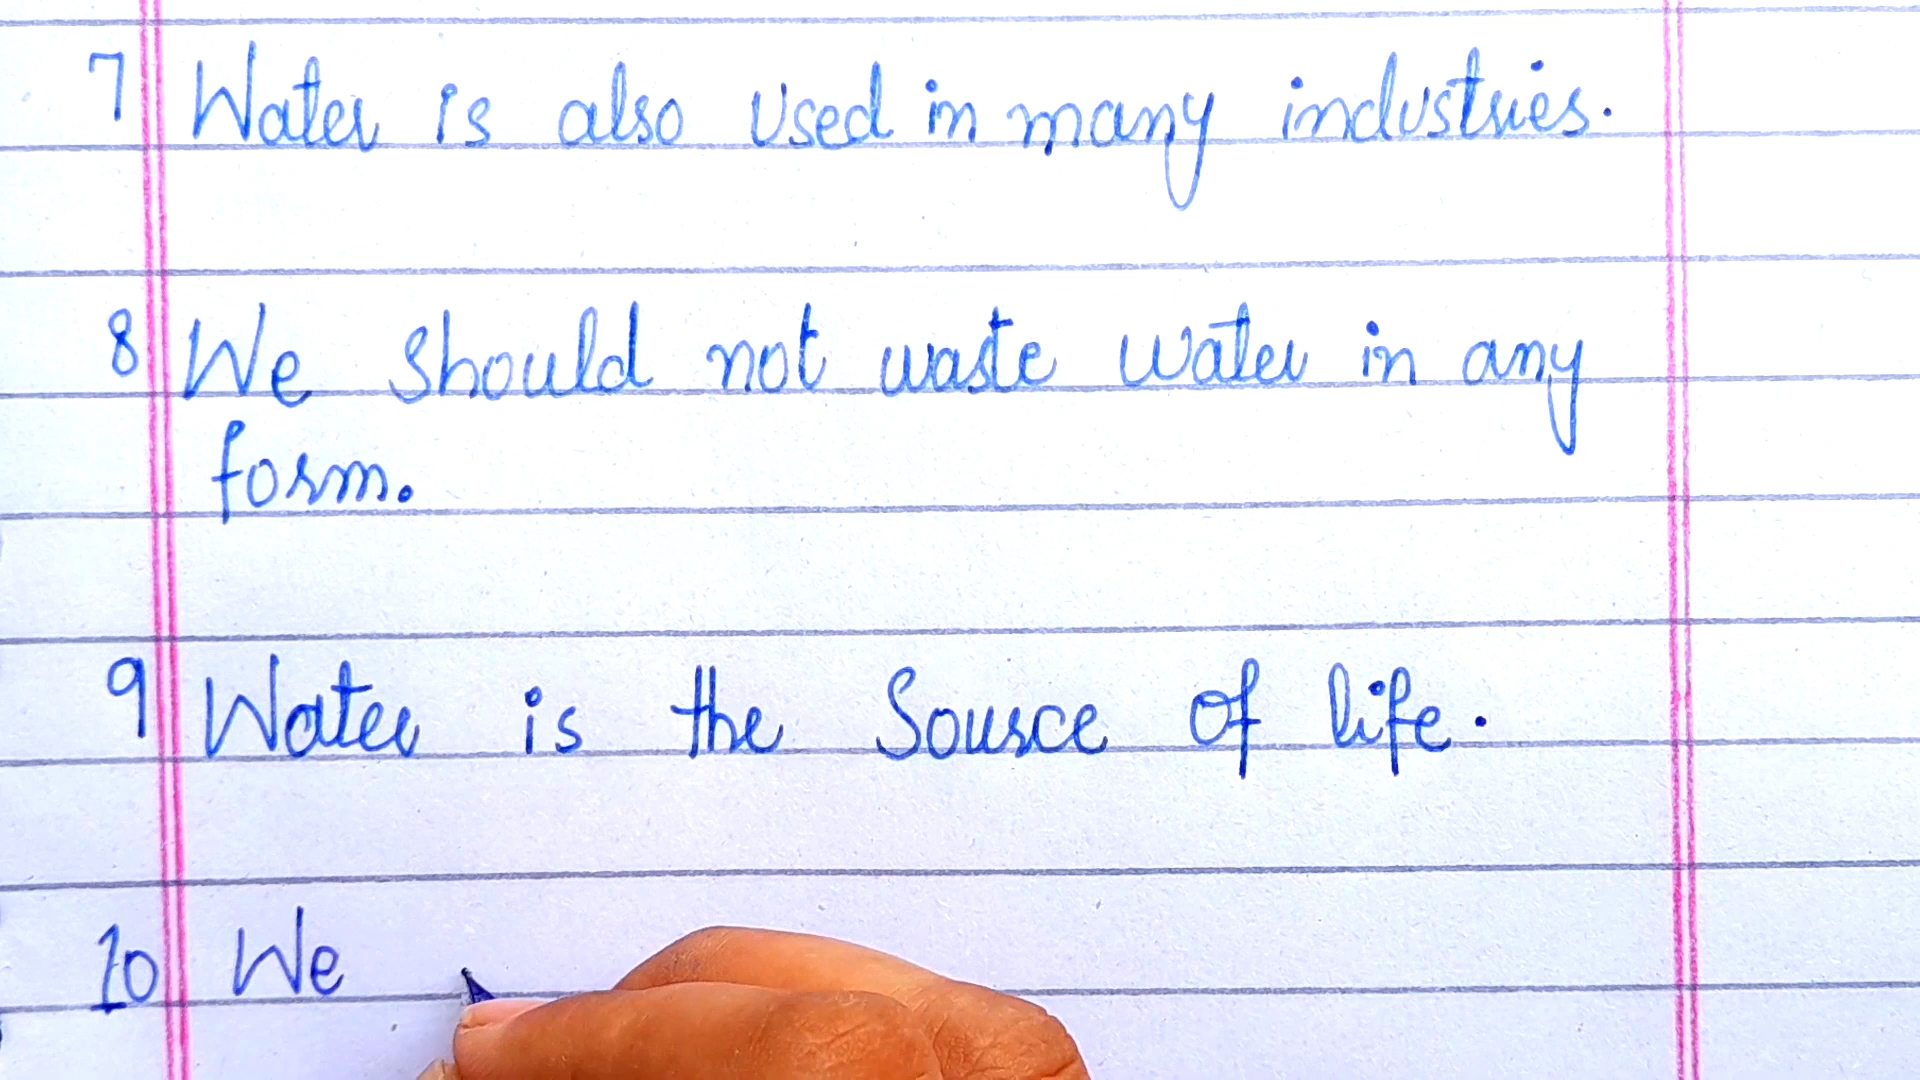 7 Water is also used in many industries.
8 We should not waste water in any
form.
9 Water is the Source of life.
10 We